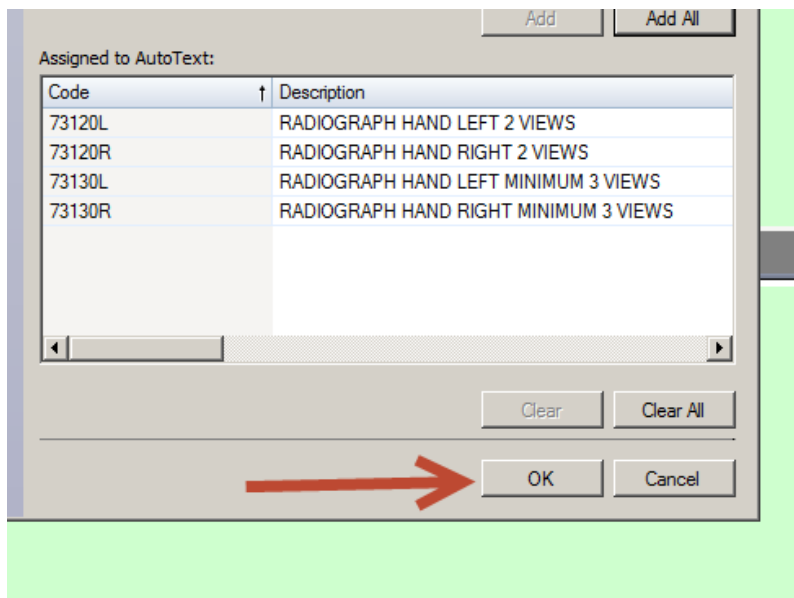 Add Add All
Assigned to AutoText:
Code ↑ Description
73120L RADIOGRAPH HAND LEFT 2 VIEWS
73120R RADIOGRAPH HAND RIGHT 2 VIEWS
73130L RADIOGRAPH HAND LEFT MINIMUM 3 VIEWS
73130R RADIOGRAPH HAND RIGHT MINIMUM 3 VIEWS
Clear Clear All
OK Cancel